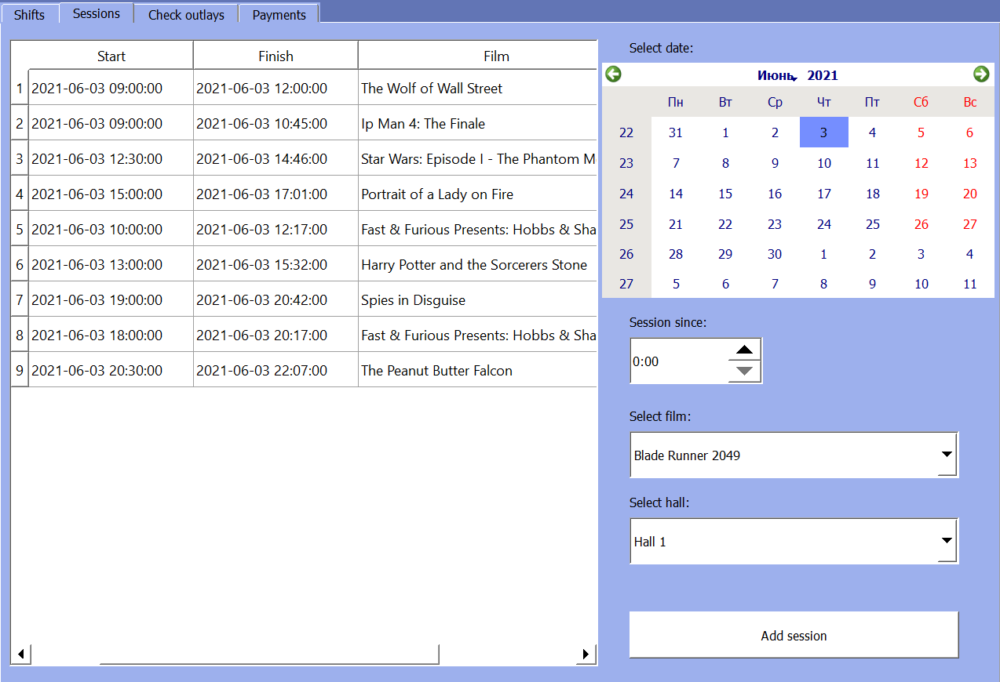 Shifts Sessions Check outlays Payments
Start Finish Film
1 2021-06-03 09:00:00 2021-06-03 12:00:00 The Wolf of Wall Street
2 2021-06-03 09:00:00 2021-06-03 10:45:00 Ip Man 4: The Finale
3 2021-06-03 12:30:00 2021-06-03 14:46:00 Star Wars: Episode I - The Phantom M
4 2021-06-03 15:00:00 2021-06-03 17:01:00 Portrait of a Lady on Fire
5 2021-06-03 10:00:00 2021-06-03 12:17:00 Fast & Furious Presents: Hobbs & Sha
6 2021-06-03 13:00:00 2021-06-03 15:32:00 Harry Potter and the Sorcerers Stone
7 2021-06-03 19:00:00 2021-06-03 20:42:00 Spies in Disguise
8 2021-06-03 18:00:00 2021-06-03 20:17:00 Fast & Furious Presents: Hobbs & Sha
9 2021-06-03 20:30:00 2021-06-03 22:07:00 The Peanut Butter Falcon
Select date:
Июнь 2021
Пн Вт Ср Чт Пт Сб Вс
22 31 1 2 3 4 5 6
23 7 8 9 10 11 12 13
24 14 15 16 17 18 19 20
25 21 22 23 24 25 26 27
26 28 29 30 1 2 3 4
27 5 6 7 8 9 10 11
Session since:
0:00
Select film:
Blade Runner 2049
Select hall:
Hall 1
Add session